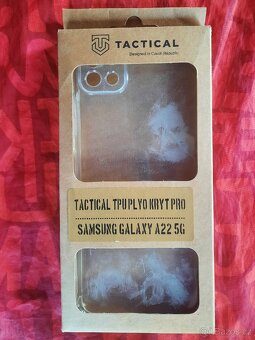 TACTICAL
Designed in Czech Republic
TACTICAL TPU PLYO KRYT PRO
SAMSUNG GALAXY A22 5G